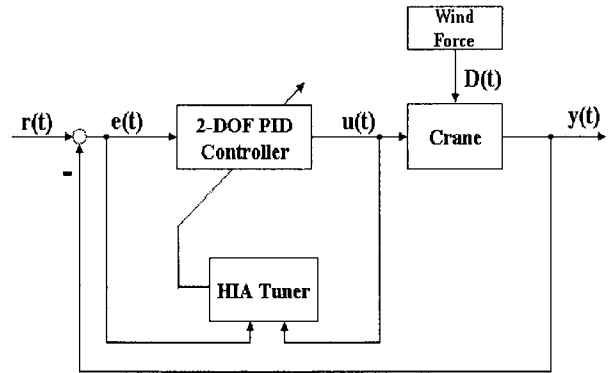 Wind
Force
D(t)
r(t)
e(t)
2-DOF PID
Controller
u(t)
Crane
y(t)
-
HIA Tuner